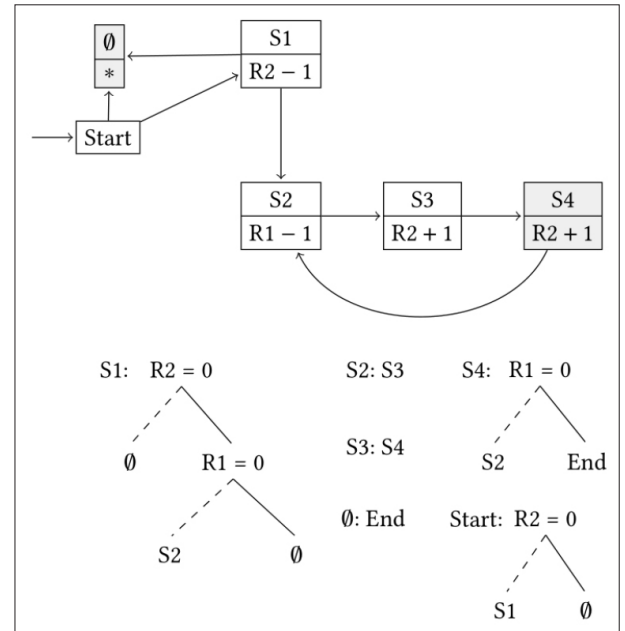 ∅
*
S1
R2 − 1
Start
S2
R1 − 1
S3
R2 + 1
S4
R2 + 1
S1: R2 = 0
∅ R1 = 0
S2 ∅
S2: S3
S3: S4
∅: End
S4: R1 = 0
S2 End
Start: R2 = 0
S1 ∅